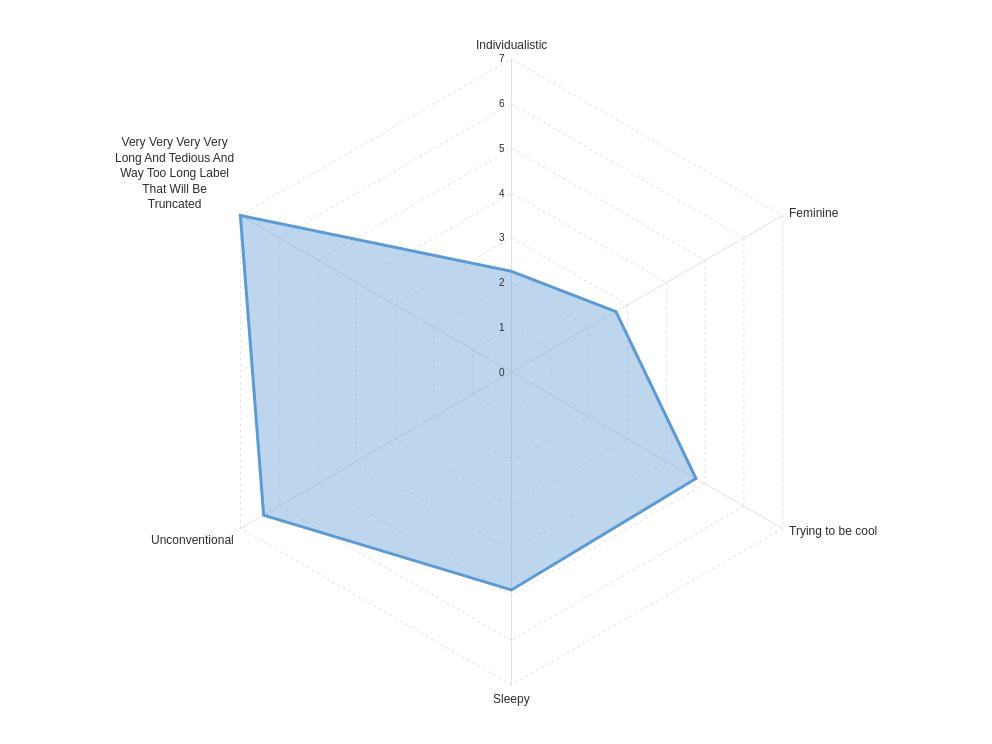 Individualistic
7
6
5
4
3
2
1
0
Very Very Very Very
Long And Tedious And
Way Too Long Label
That Will Be
Truncated
Feminine
Trying to be cool
Unconventional
Sleepy